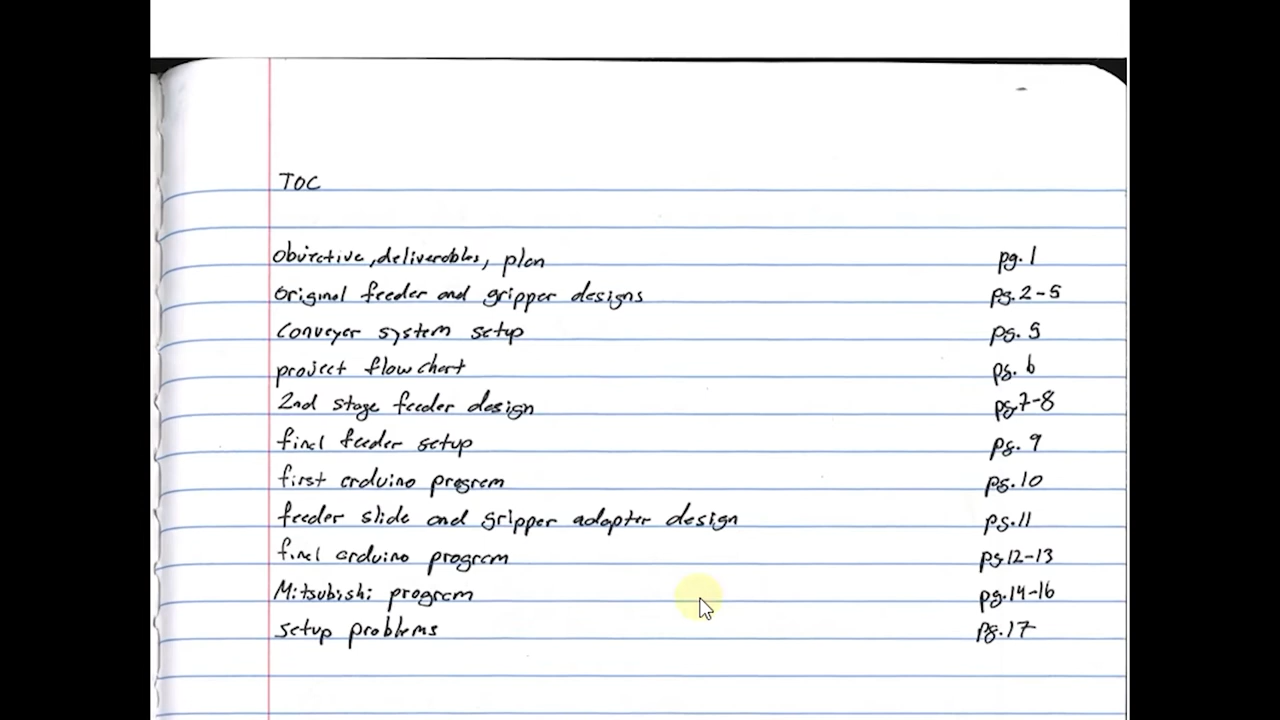 TOC
objective, deliverables, plan pg. 1
original feeder and gripper designs pg. 2-5
Conveyer system setup pg. 5
project flowchart pg. 6
2nd stage feeder design pg. 7-8
final feeder setup pg. 9
first arduino program pg. 10
feeder slide and gripper adapter design pg. 11
final arduino program pg. 12-13
Mitsubishi program pg. 14-16
setup problems pg. 17